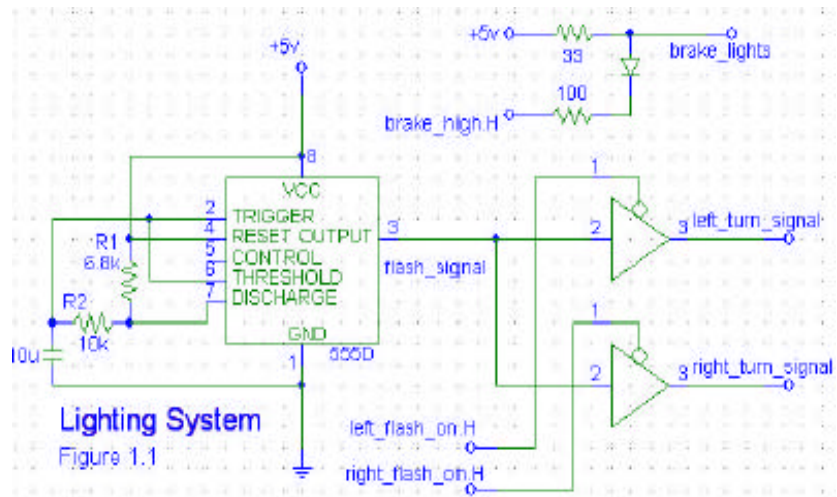 +5v
+5v
33
brake_lights
100
brake_high.H
8
VCC
2
TRIGGER
4
RESET OUTPUT
3
5
CONTROL
flash_signal
6
THRESHOLD
7
DISCHARGE
GND
555D
1
R1
6.8k
R2
10k
10u
1
2
3
left_turn_signal
1
2
3
right_turn_signal
left_flash_on.H
right_flash_on.H
Lighting System
Figure 1.1